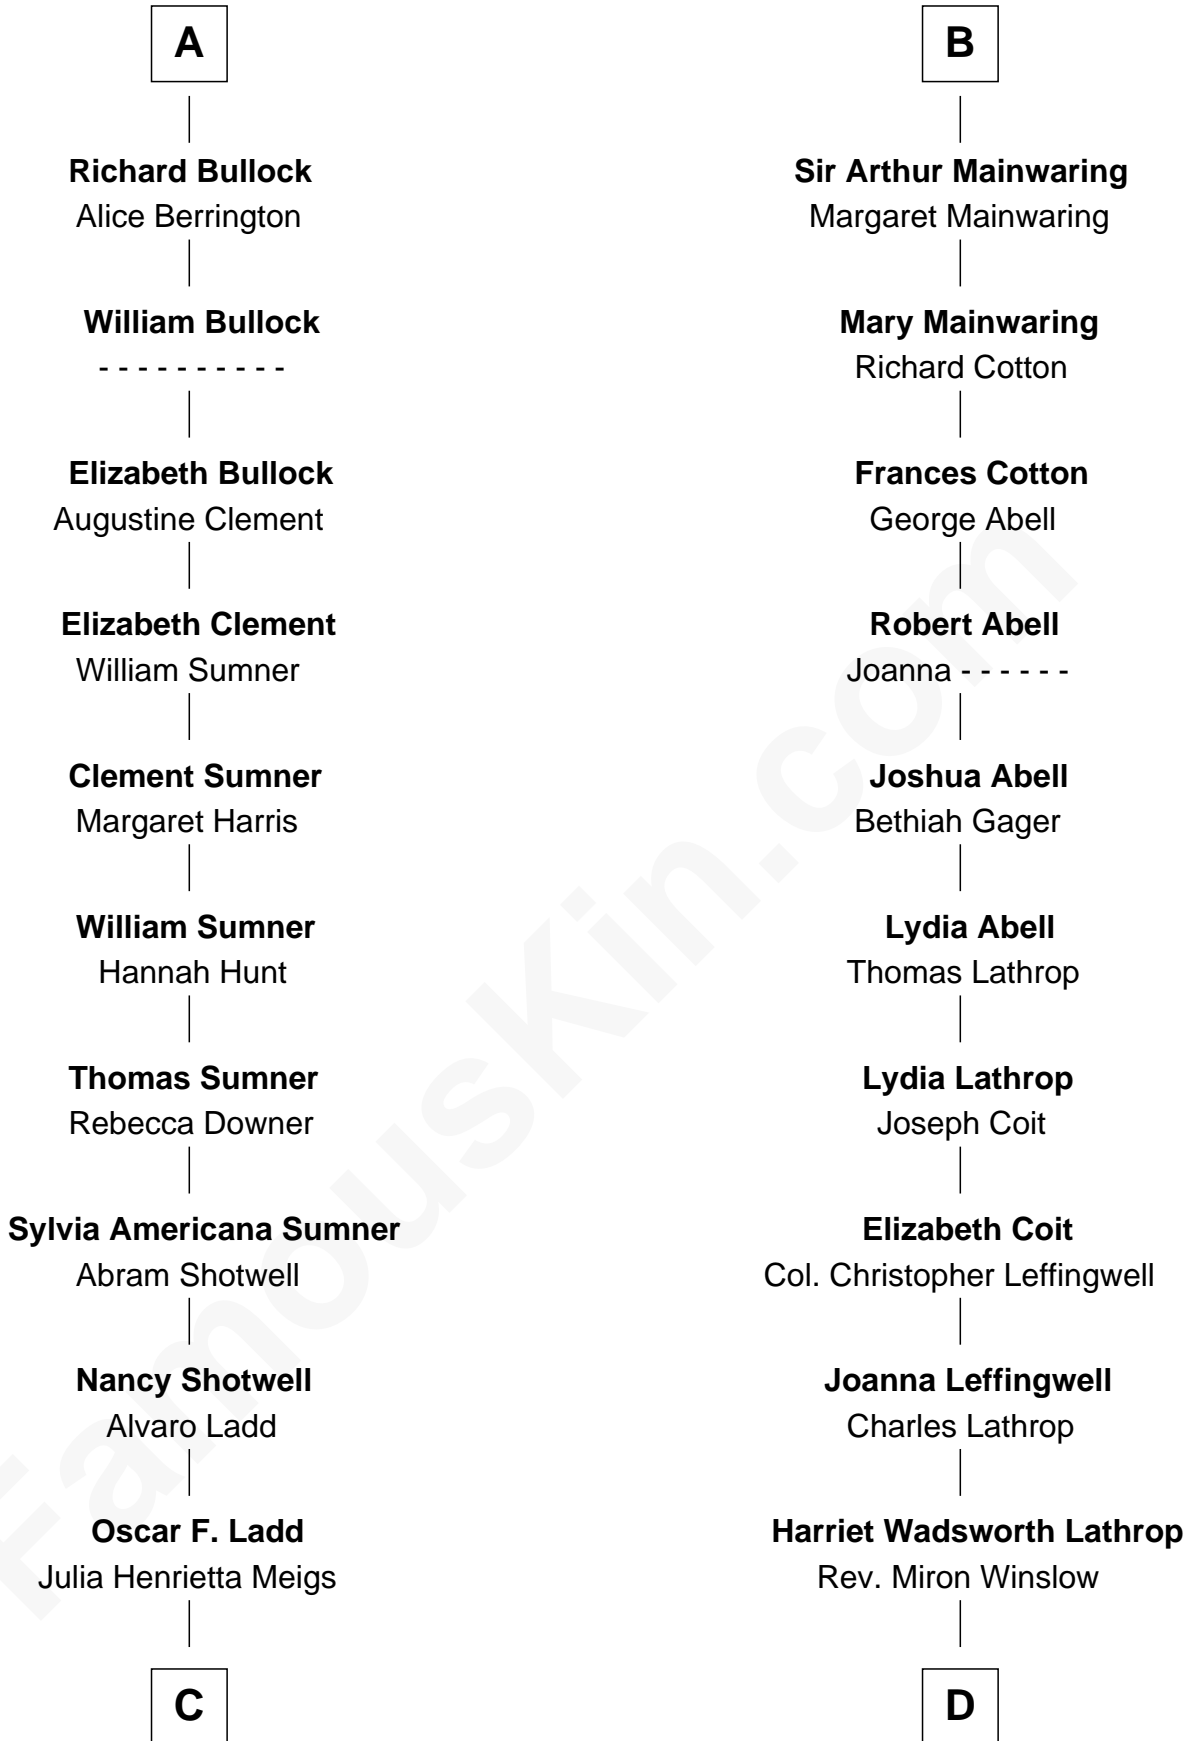 A
Richard Bullock
Alice Berrington
William Bullock
- - - - - - - - - -
Elizabeth Bullock
Augustine Clement
Elizabeth Clement
William Sumner
Clement Sumner
Margaret Harris
William Sumner
Hannah Hunt
Thomas Sumner
Rebecca Downer
Sylvia Americana Sumner
Abram Shotwell
Nancy Shotwell
Alvaro Ladd
Oscar F. Ladd
Julia Henrietta Meigs
C
B
Sir Arthur Mainwaring
Margaret Mainwaring
Mary Mainwaring
Richard Cotton
Frances Cotton
George Abell
Robert Abell
Joanna - - - - - -
Joshua Abell
Bethiah Gager
Lydia Abell
Thomas Lathrop
Lydia Lathrop
Joseph Coit
Elizabeth Coit
Col. Christopher Leffingwell
Joanna Leffingwell
Charles Lathrop
Harriet Wadsworth Lathrop
Rev. Miron Winslow
D
FamousKin.com